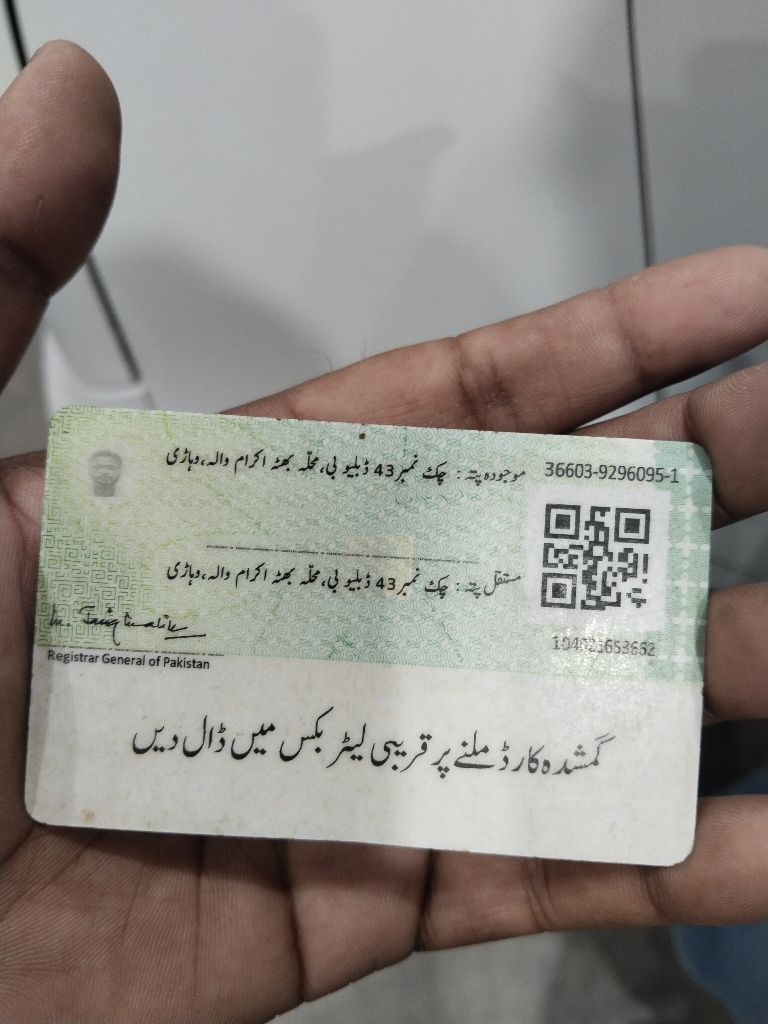 موجودہ پتہ : چک نمبر 43 ڈبلیو بی، محلّہ بھٹہ اکرام والہ، وہاڑی
36603-9296095-1
مستقل پتہ : چک نمبر 43 ڈبلیو بی، محلّہ بھٹہ اکرام والہ، وہاڑی
Registrar General of Pakistan
گمشدہ کارڈ ملنے پر قریبی لیٹر بکس میں ڈال دیں